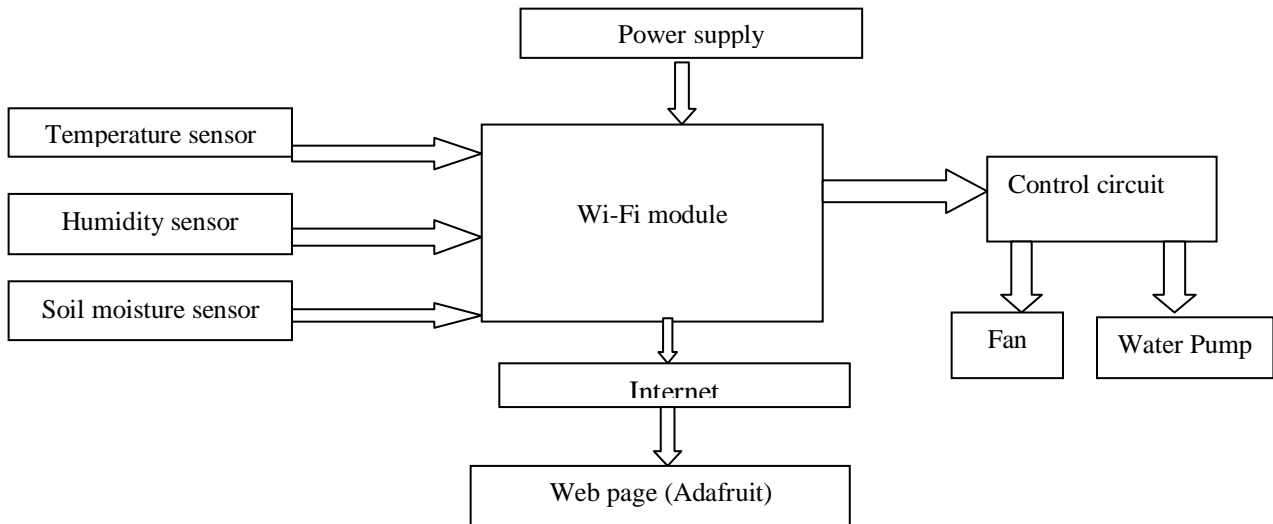 Power supply
Temperature sensor
Humidity sensor
Soil moisture sensor
Wi-Fi module
Control circuit
Fan
Water Pump
Internet
Web page (Adafruit)